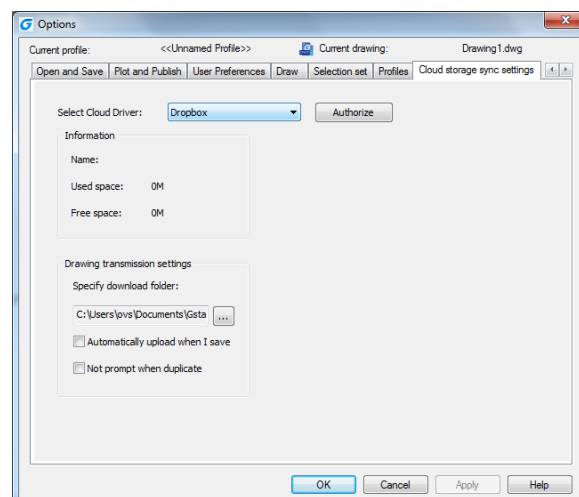 Options
Current profile: <<Unnamed Profile>> Current drawing: Drawing1.dwg
Open and Save Plot and Publish User Preferences Draw Selection set Profiles Cloud storage sync settings
Select Cloud Driver: Dropbox Authorize
Information
Name:
Used space: 0M
Free space: 0M
Drawing transmission settings
Specify download folder:
C:\Users\ovs\Documents\Gsta ...
Automatically upload when I save
Not prompt when duplicate
OK Cancel Apply Help